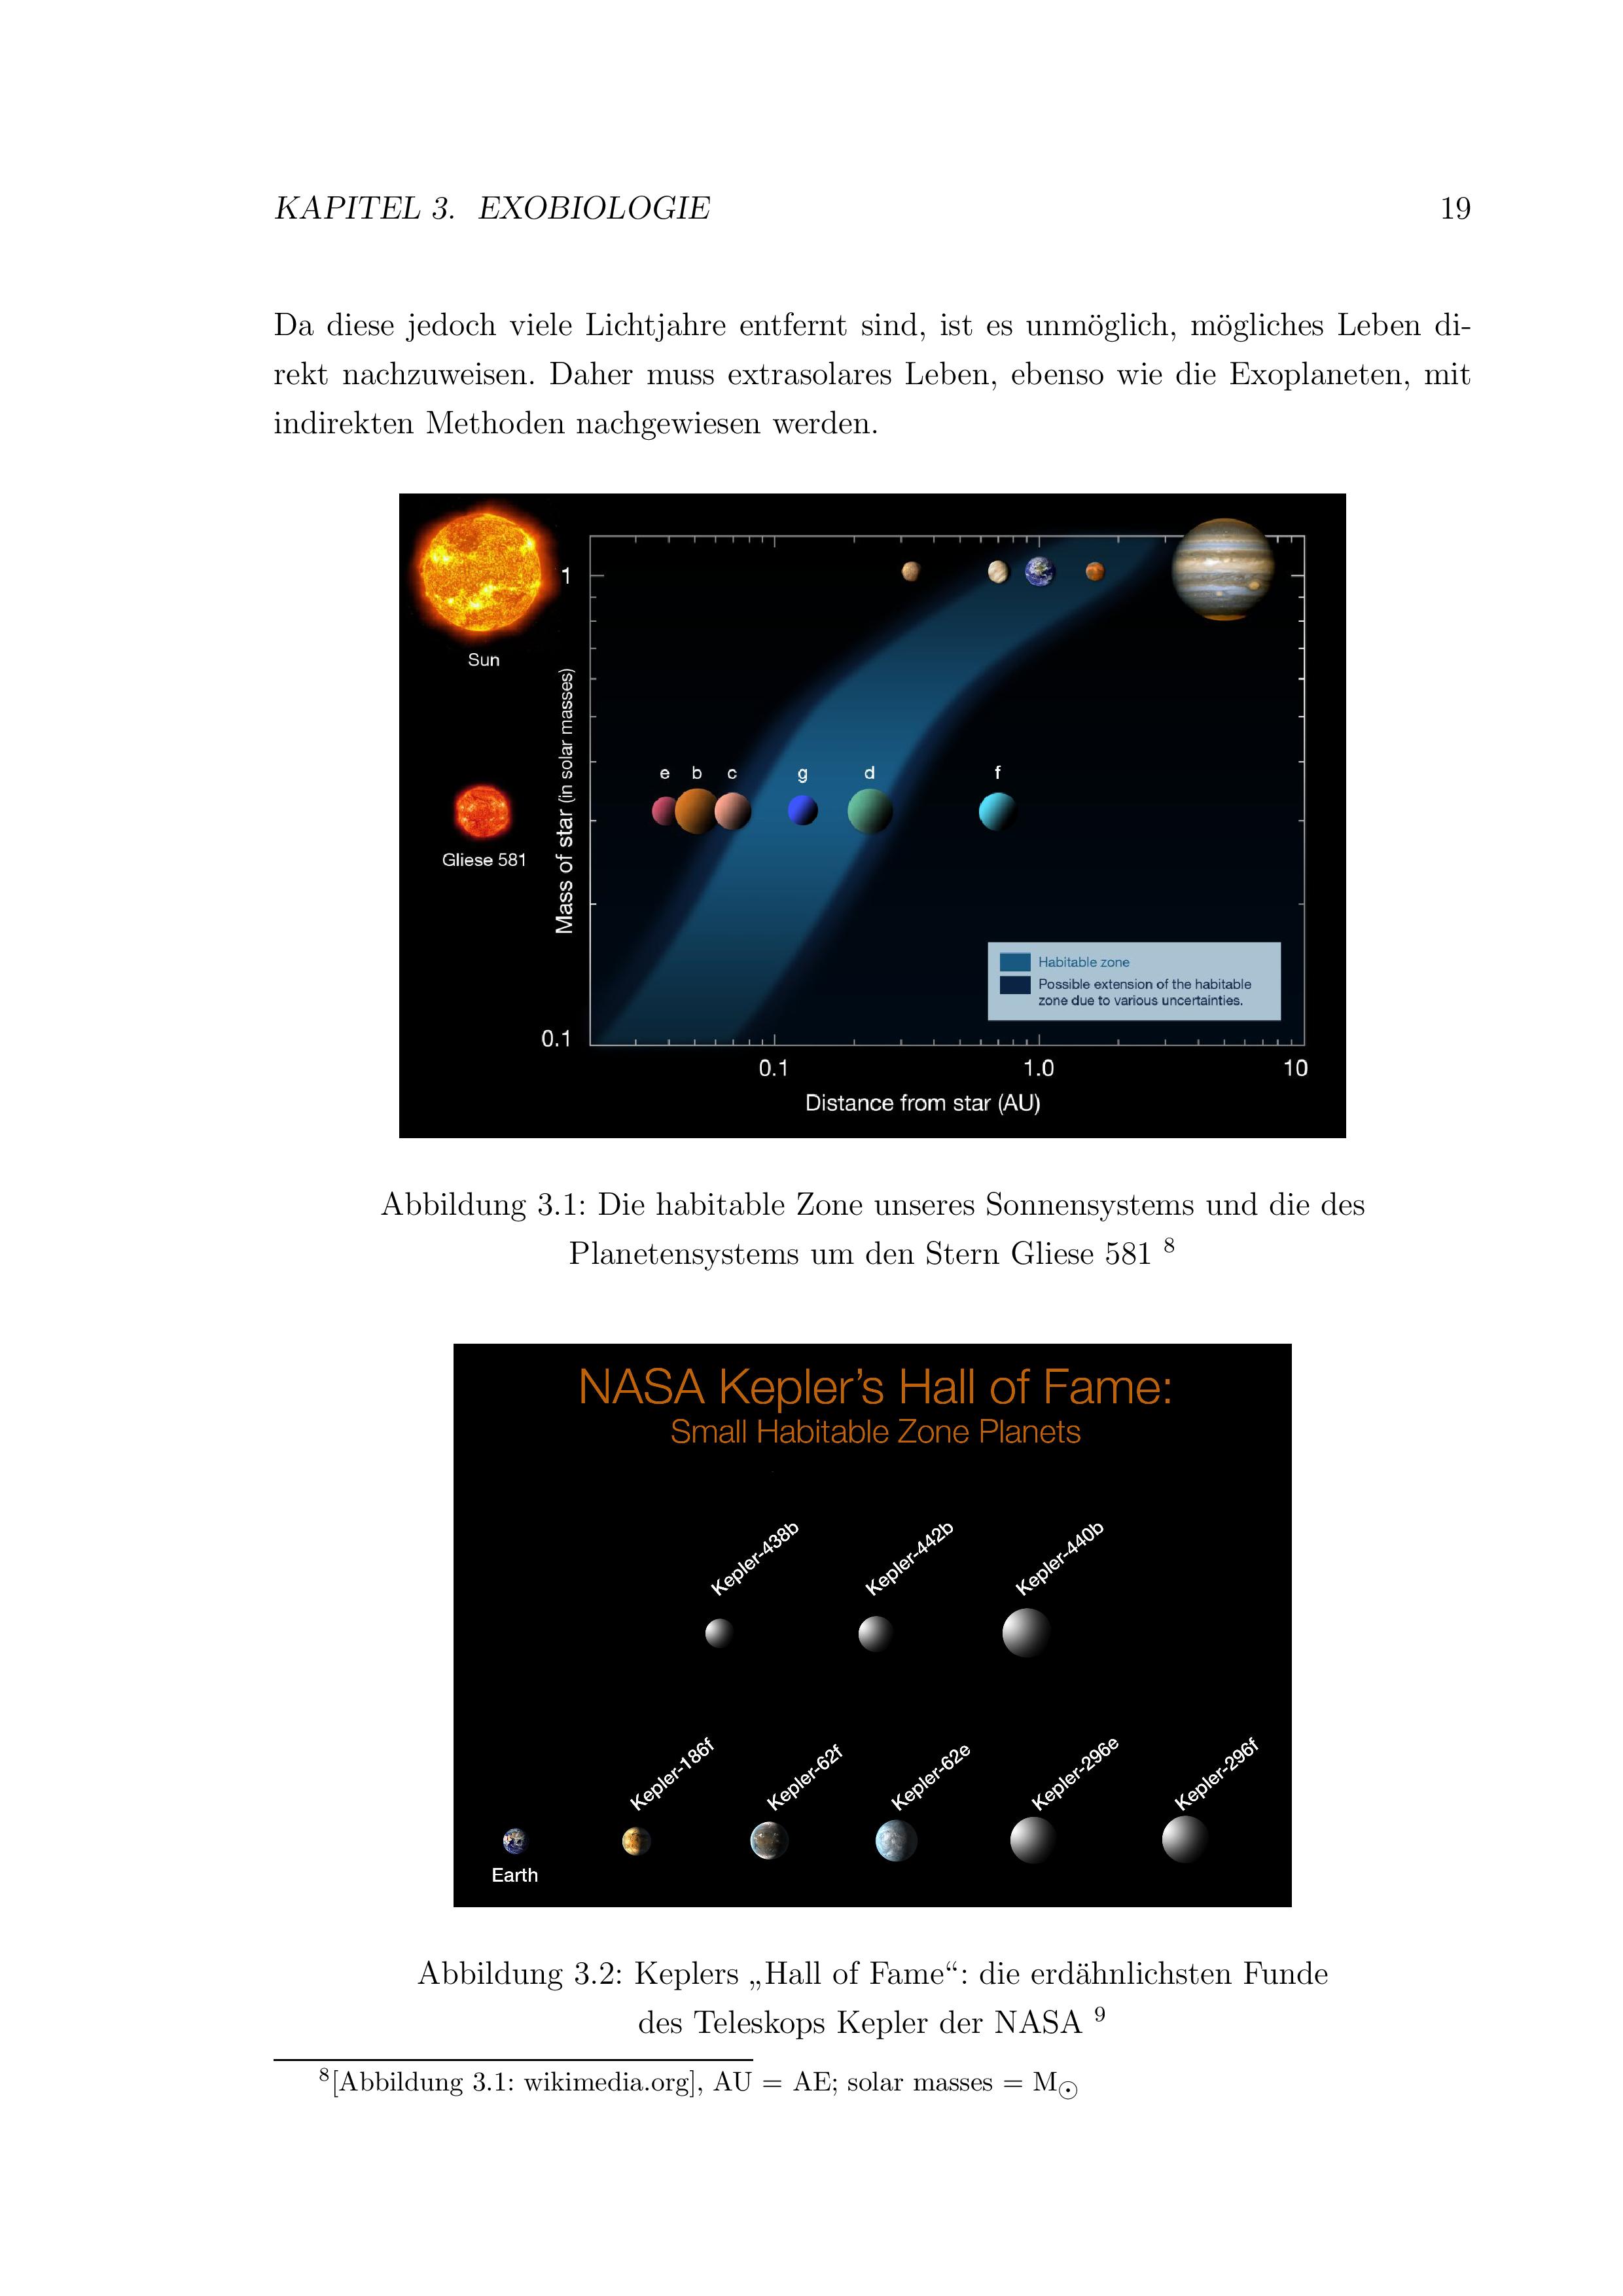 KAPITEL 3. EXOBIOLOGIE 19
Da diese jedoch viele Lichtjahre entfernt sind, ist es unmöglich, mögliches Leben di-
rekt nachzuweisen. Daher muss extrasolares Leben, ebenso wie die Exoplaneten, mit
indirekten Methoden nachgewiesen werden.
Sun
Gliese 581
Mass of star (in solar masses)
1
0.1
e b c g d f
Habitable zone
Possible extension of the habitable
zone due to various uncertainties.
0.1 1.0 10
Distance from star (AU)
Abbildung 3.1: Die habitable Zone unseres Sonnensystems und die des
Planetensystems um den Stern Gliese 581 ⁸
NASA Kepler's Hall of Fame:
Small Habitable Zone Planets
Kepler-438b
Kepler-442b
Kepler-440b
Kepler-186f
Kepler-62f
Kepler-62e
Kepler-296e
Kepler-296f
Earth
Abbildung 3.2: Keplers „Hall of Fame“: die erdähnlichsten Funde
des Teleskops Kepler der NASA ⁹
⁸[Abbildung 3.1: wikimedia.org], AU = AE; solar masses = M☉